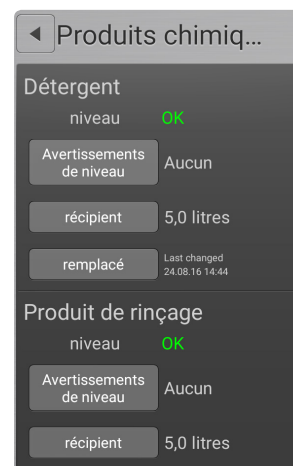 Produits chimiq...
Détergent
niveau OK
Avertissements
de niveau
Aucun
récipient 5,0 litres
remplacé
Last changed
24.08.16 14:44
Produit de rinçage
niveau OK
Avertissements
de niveau
Aucun
récipient 5,0 litres